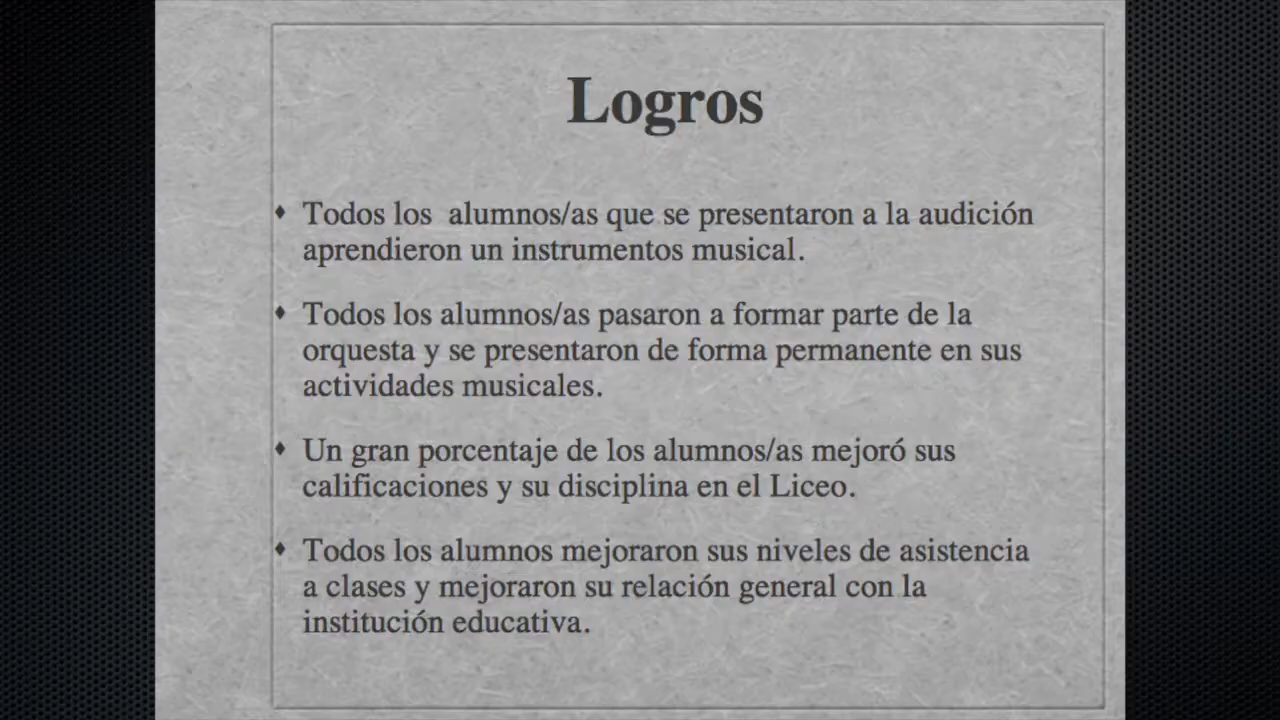 Logros
♦ Todos los  alumnos/as que se presentaron a la audición
aprendieron un instrumentos musical.
♦ Todos los alumnos/as pasaron a formar parte de la
orquesta y se presentaron de forma permanente en sus
actividades musicales.
♦ Un gran porcentaje de los alumnos/as mejoró sus
calificaciones y su disciplina en el Liceo.
♦ Todos los alumnos mejoraron sus niveles de asistencia
a clases y mejoraron su relación general con la
institución educativa.